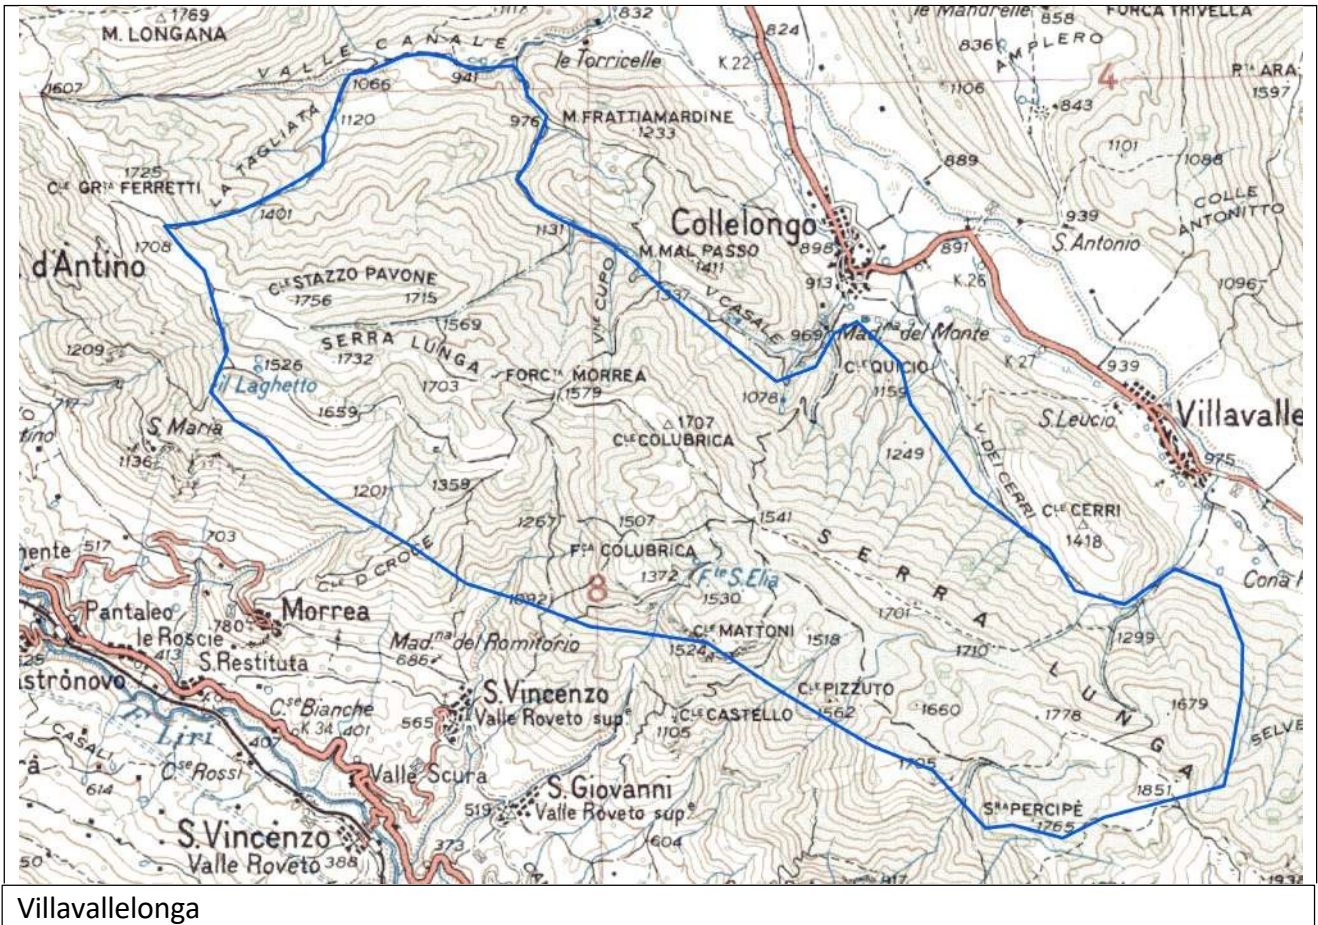 1769
M. LONGANA
1117
832
824
le Mandrelle
858
FORCA TRIVELLA
VALLE CANALE
le Torricelle
K.22
836
AMPLERO
4
R.TA ARA
1597
1607
1066
941
1106
843
LA TAGLIATA
1120
976
M. FRATTIAMARDINE
1233
889
1101
1088
1725
C.LE GR.TA FERRETTI
1401
1131
Collelongo
939
COLLE ANTONITTO
1708
M. MAL PASSO
1411
898
891
S. Antonio
d'Antino
C.LE STAZZO PAVONE
1756
1715
V.NE CUPO
1337
V. CASALE
913
K.26
1096
1569
SERRA LUNGA
1732
969
Mad.na del Monte
1209
1526
il Laghetto
1703
FORC.TA MORREA
1579
C.LE QUICIO
1159
K.27
939
717
1659
1078
S. Maria
1136
1707
C.LE COLUBRICA
1249
V. DEI CERRI
S. Leucio
Villavalle
975
1201
1359
C.LE CERRI
1418
1267
1507
1541
517
703
C.LE D. CROCE
F.CA COLUBRICA
1372
F.te S. Elia
SERRA LUNGA
Cona
8
1092
1530
1701
Pantaleo
Morrea
780
le Roscie
413
Mad.na del Romitorio
686
C.LE MATTONI
1524
1518
1710
1299
S. Restituta
C.LE PIZZUTO
1562
1660
1778
1679
C.se Bianche
K 34
401
S. Vincenzo
Valle Roveto sup.e
565
C.LE CASTELLO
1105
SELVE
F. Liri
407
I CASALI
614
C.se Rossi
Valle Scura
1705
1851
S. Giovanni
Valle Roveto sup.e
519
S.RA PERCIPE
1765
S. Vincenzo
Valle Roveto
388
373
604
Villavallelonga